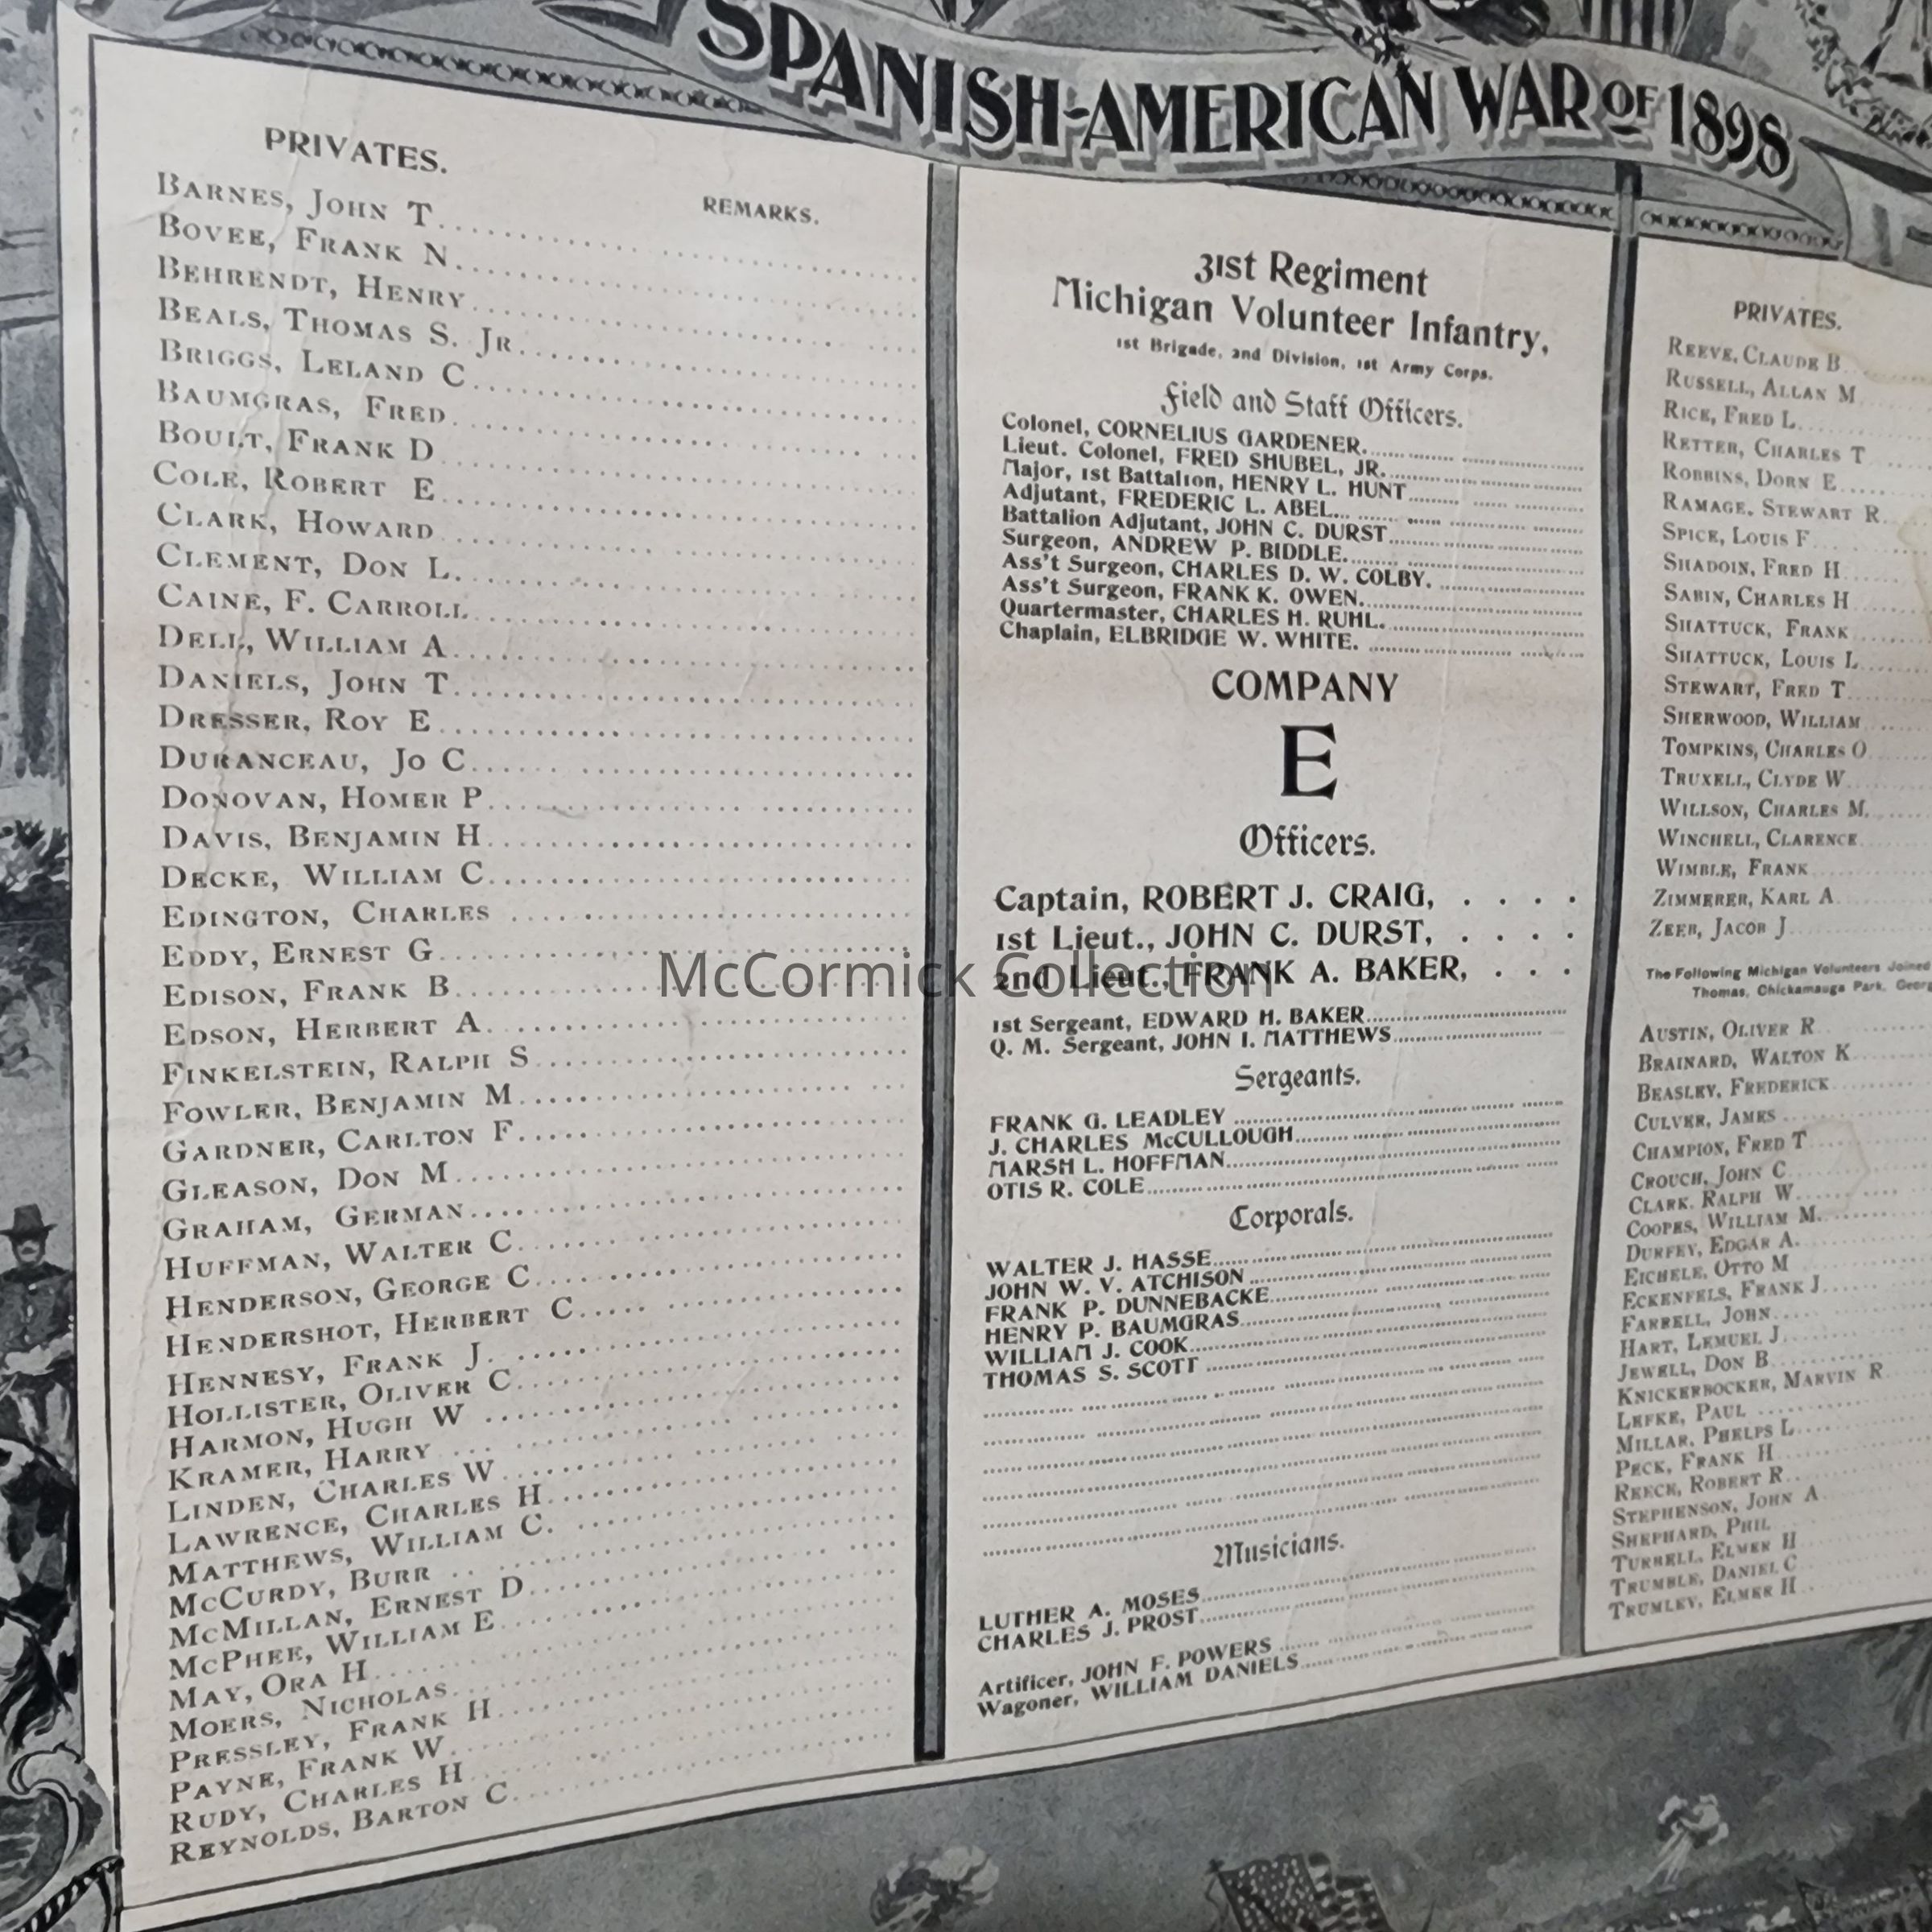 SPANISH-AMERICAN WAR OF 1898
PRIVATES.
REMARKS.
BARNES, JOHN T.
BOVEE, FRANK N.
BEHRENDT, HENRY
BEALS, THOMAS S. JR.
BRIGGS, LELAND C.
BAUMGRAS, FRED
BOULT, FRANK D
COLE, ROBERT E
CLARK, HOWARD
CLEMENT, DON L.
CAINE, F. CARROLL
DELL, WILLIAM A
DANIELS, JOHN T.
DRESSER, ROY E
DURANCEAU, JO C.
DONOVAN, HOMER P.
DAVIS, BENJAMIN H
DECKE, WILLIAM C.
EDINGTON, CHARLES
EDDY, ERNEST G
EDISON, FRANK B
EDSON, HERBERT A
FINKELSTEIN, RALPH S
FOWLER, BENJAMIN M
GARDNER, CARLTON F.
GLEASON, DON M
GRAHAM, GERMAN
HUFFMAN, WALTER C
HENDERSON, GEORGE C
HENDERSHOT, HERBERT C
HENNESY, FRANK J.
HOLLISTER, OLIVER C
HARMON, HUGH W
KRAMER, HARRY
LINDEN, CHARLES W
LAWRENCE, CHARLES H
MATTHEWS, WILLIAM C.
MCCURDY, BURR
MCMILLAN, ERNEST D
MCPHEE, WILLIAM E
MAY, ORA H
MOERS, NICHOLAS
PRESSLEY, FRANK H
PAYNE, FRANK W
RUDY, CHARLES H
REYNOLDS, BARTON C
31st Regiment
Michigan Volunteer Infantry,
1st Brigade, 2nd Division, 1st Army Corps.
Field and Staff Officers.
Colonel, CORNELIUS GARDENER.
Lieut. Colonel, FRED SHUBEL, JR.
Major, 1st Battalion, HENRY L. HUNT
Adjutant, FREDERIC L. ABEL
Battalion Adjutant, JOHN C. DURST
Surgeon, ANDREW P. BIDDLE.
Ass't Surgeon, CHARLES D. W. COLBY.
Ass't Surgeon, FRANK K. OWEN.
Quartermaster, CHARLES H. RUHL.
Chaplain, ELBRIDGE W. WHITE.
COMPANY
E
Officers.
Captain, ROBERT J. CRAIG,
1st Lieut., JOHN C. DURST,
2nd Lieut., FRANK A. BAKER,
1st Sergeant, EDWARD H. BAKER
Q. M. Sergeant, JOHN I. MATTHEWS
Sergeants.
FRANK G. LEADLEY
J. CHARLES McCULLOUGH
MARSH L. HOFFMAN
OTIS R. COLE
Corporals.
WALTER J. HASSE
JOHN W. V. ATCHISON
FRANK P. DUNNEBACKE
HENRY P. BAUMGRAS
WILLIAM J. COOK
THOMAS S. SCOTT
Musicians.
LUTHER A. MOSES
CHARLES J. PROST
Artificer, JOHN F. POWERS
Wagoner, WILLIAM DANIELS
PRIVATES.
REEVE, CLAUDE B
RUSSELL, ALLAN M
RICE, FRED L
RETTER, CHARLES T
ROBBINS, DORN E
RAMAGE, STEWART R
SPICE, LOUIS F
SHADOIN, FRED H
SABIN, CHARLES H
SHATTUCK, FRANK
SHATTUCK, LOUIS L
STEWART, FRED T
SHERWOOD, WILLIAM
TOMPKINS, CHARLES O
TRUXELL, CLYDE W
WILLSON, CHARLES M.
WINCHELL, CLARENCE
WIMBLE, FRANK
ZIMMERER, KARL A
ZEEB, JACOB J
The Following Michigan Volunteers Joined
Thomas, Chickamauga Park, Georg
AUSTIN, OLIVER R
BRAINARD, WALTON K
BEASLEY, FREDERICK
CULVER, JAMES
CHAMPION, FRED T
CROUCH, JOHN C
CLARK, RALPH W
COOPES, WILLIAM M.
DURFEY, EDGAR A.
EICHELE, OTTO M
ECKENFELS, FRANK J
FARRELL, JOHN
HART, LEMUEL J
JEWELL, DON B
KNICKERBOCKER, MARVIN R
LEFKE, PAUL
MILLAR, PHELPS L
PECK, FRANK H
REECK, ROBERT R
STEPHENSON, JOHN A
SHEPHARD, PHIL
TURRELL, ELMER H
TRUMBLE, DANIEL C
TRUMLEY, ELMER H
McCormick Collection